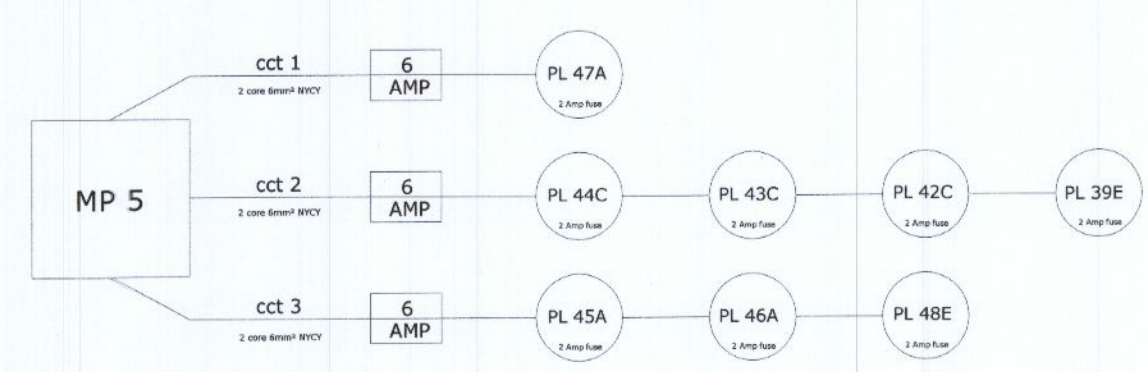 MP 5
cct 1
2 core 6mm² NYCY
6
AMP
PL 47A
2 Amp fuse
cct 2
2 core 6mm² NYCY
6
AMP
PL 44C
2 Amp fuse
PL 43C
2 Amp fuse
PL 42C
2 Amp fuse
PL 39E
2 Amp fuse
cct 3
2 core 6mm² NYCY
6
AMP
PL 45A
2 Amp fuse
PL 46A
2 Amp fuse
PL 48E
2 Amp fuse